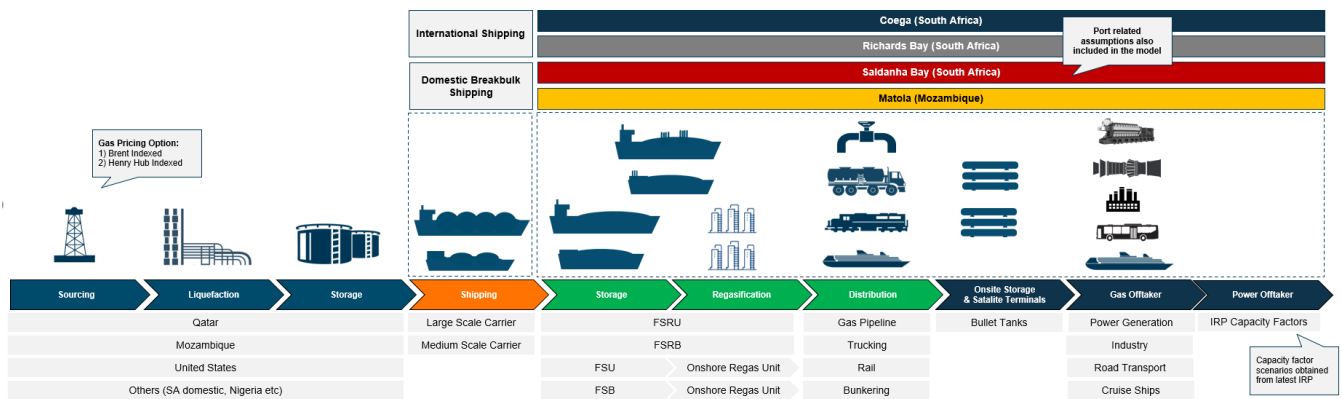 International Shipping
Coega (South Africa)
Richards Bay (South Africa)
Port related
assumptions also
included in the model
Domestic Breakbulk
Shipping
Saldanha Bay (South Africa)
Matola (Mozambique)
Gas Pricing Option:
1) Brent Indexed
2) Henry Hub Indexed
Sourcing
Liquefaction
Storage
Shipping
Storage
Regasification
Distribution
Onsite Storage
& Satalite Terminals
Gas Offtaker
Power Offtaker
Qatar
Large Scale Carrier
FSRU
Gas Pipeline
Bullet Tanks
Power Generation
IRP Capacity Factors
Mozambique
Medium Scale Carrier
FSRB
Trucking
Industry
United States
FSU
Onshore Regas Unit
Rail
Road Transport
Others (SA domestic, Nigeria etc)
FSB
Onshore Regas Unit
Bunkering
Cruise Ships
Capacity factor
scenarios obtained
from latest IRP